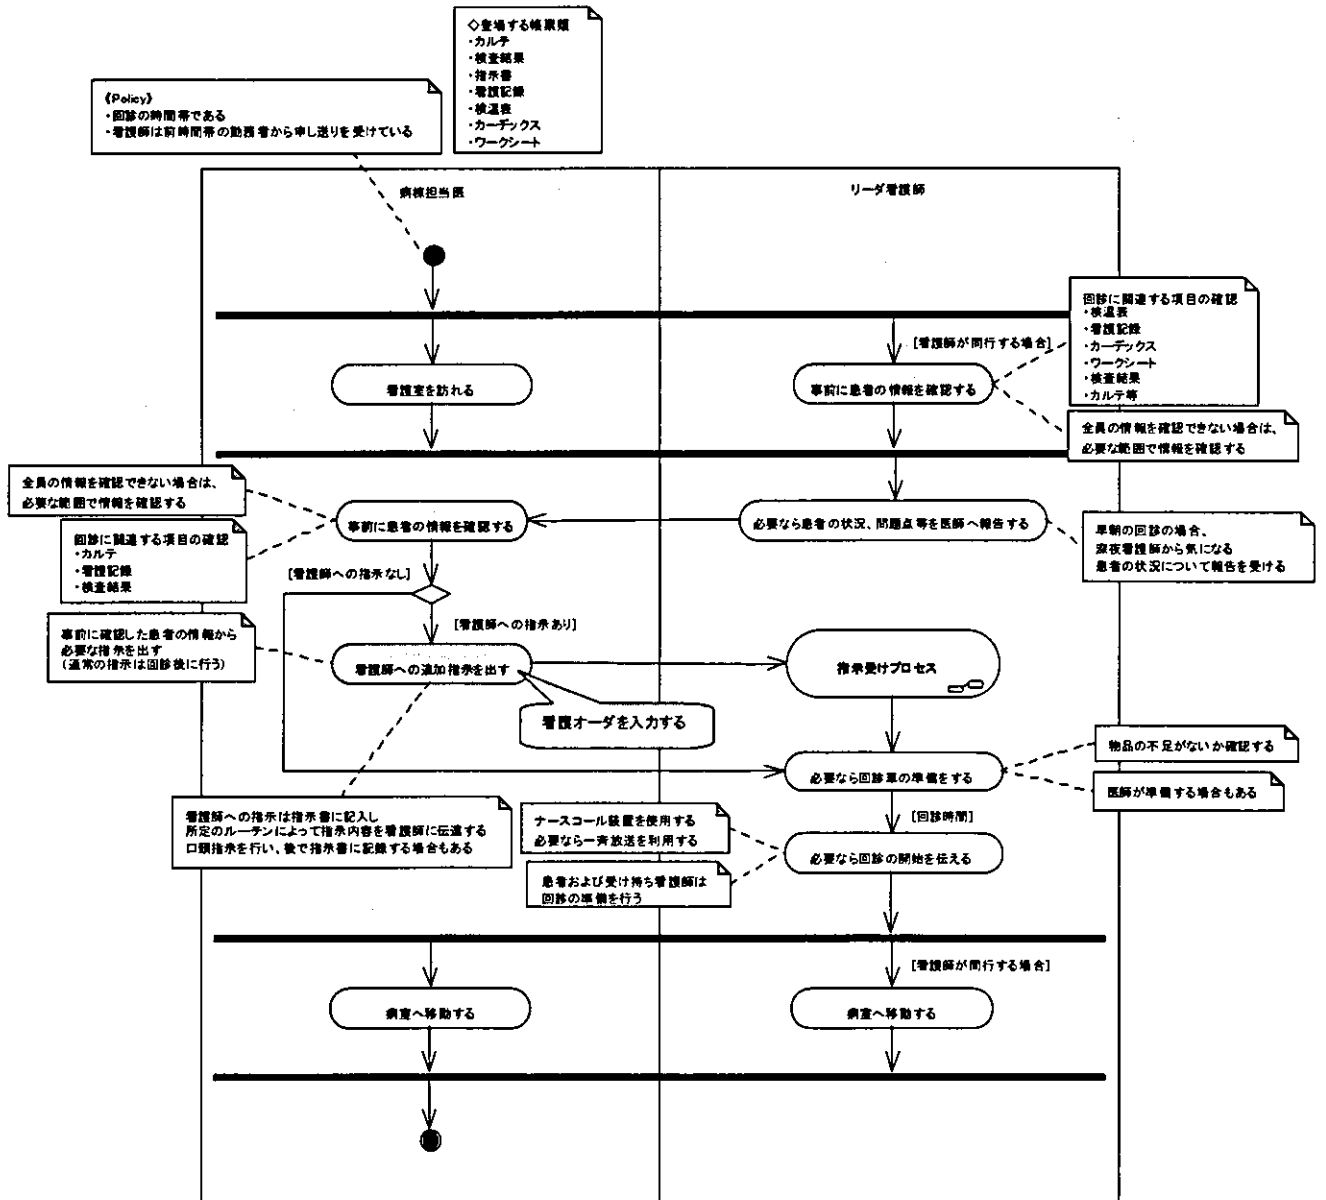 ◇登場する帳票類
・カルテ
・検査結果
・指示書
・看護記録
・検温表
・カーデックス
・ワークシート
《Policy》
・回診の時間帯である
・看護師は前時間帯の勤務者から申し送りを受けている
病棟担当医
リーダ看護師
回診に関連する項目の確認
・検温表
・看護記録
・カーデックス
・ワークシート
・検査結果
・カルテ等
[看護師が同行する場合]
看護室を訪れる
事前に患者の情報を確認する
全員の情報を確認できない場合は、
必要な範囲で情報を確認する
全員の情報を確認できない場合は、
必要な範囲で情報を確認する
事前に患者の情報を確認する
必要なら患者の状況、問題点等を医師へ報告する
早朝の回診の場合、
深夜看護師から気になる
患者の状況について報告を受ける
回診に関連する項目の確認
・カルテ
・看護記録
・検査結果
[看護師への指示なし]
[看護師への指示あり]
事前に確認した患者の情報から
必要な指示を出す
(通常の指示は回診後に行う)
看護師への追加指示を出す
指示受けプロセス
看護オーダを入力する
物品の不足がないか確認する
必要なら回診車の準備をする
医師が準備する場合もある
看護師への指示は指示書に記入し
所定のルーチンによって指示内容を看護師に伝達する
口頭指示を行い、後で指示書に記録する場合もある
ナースコール装置を使用する
必要なら一斉放送を利用する
[回診時間]
必要なら回診の開始を伝える
患者および受け持ち看護師は
回診の準備を行う
[看護師が同行する場合]
病室へ移動する
病室へ移動する